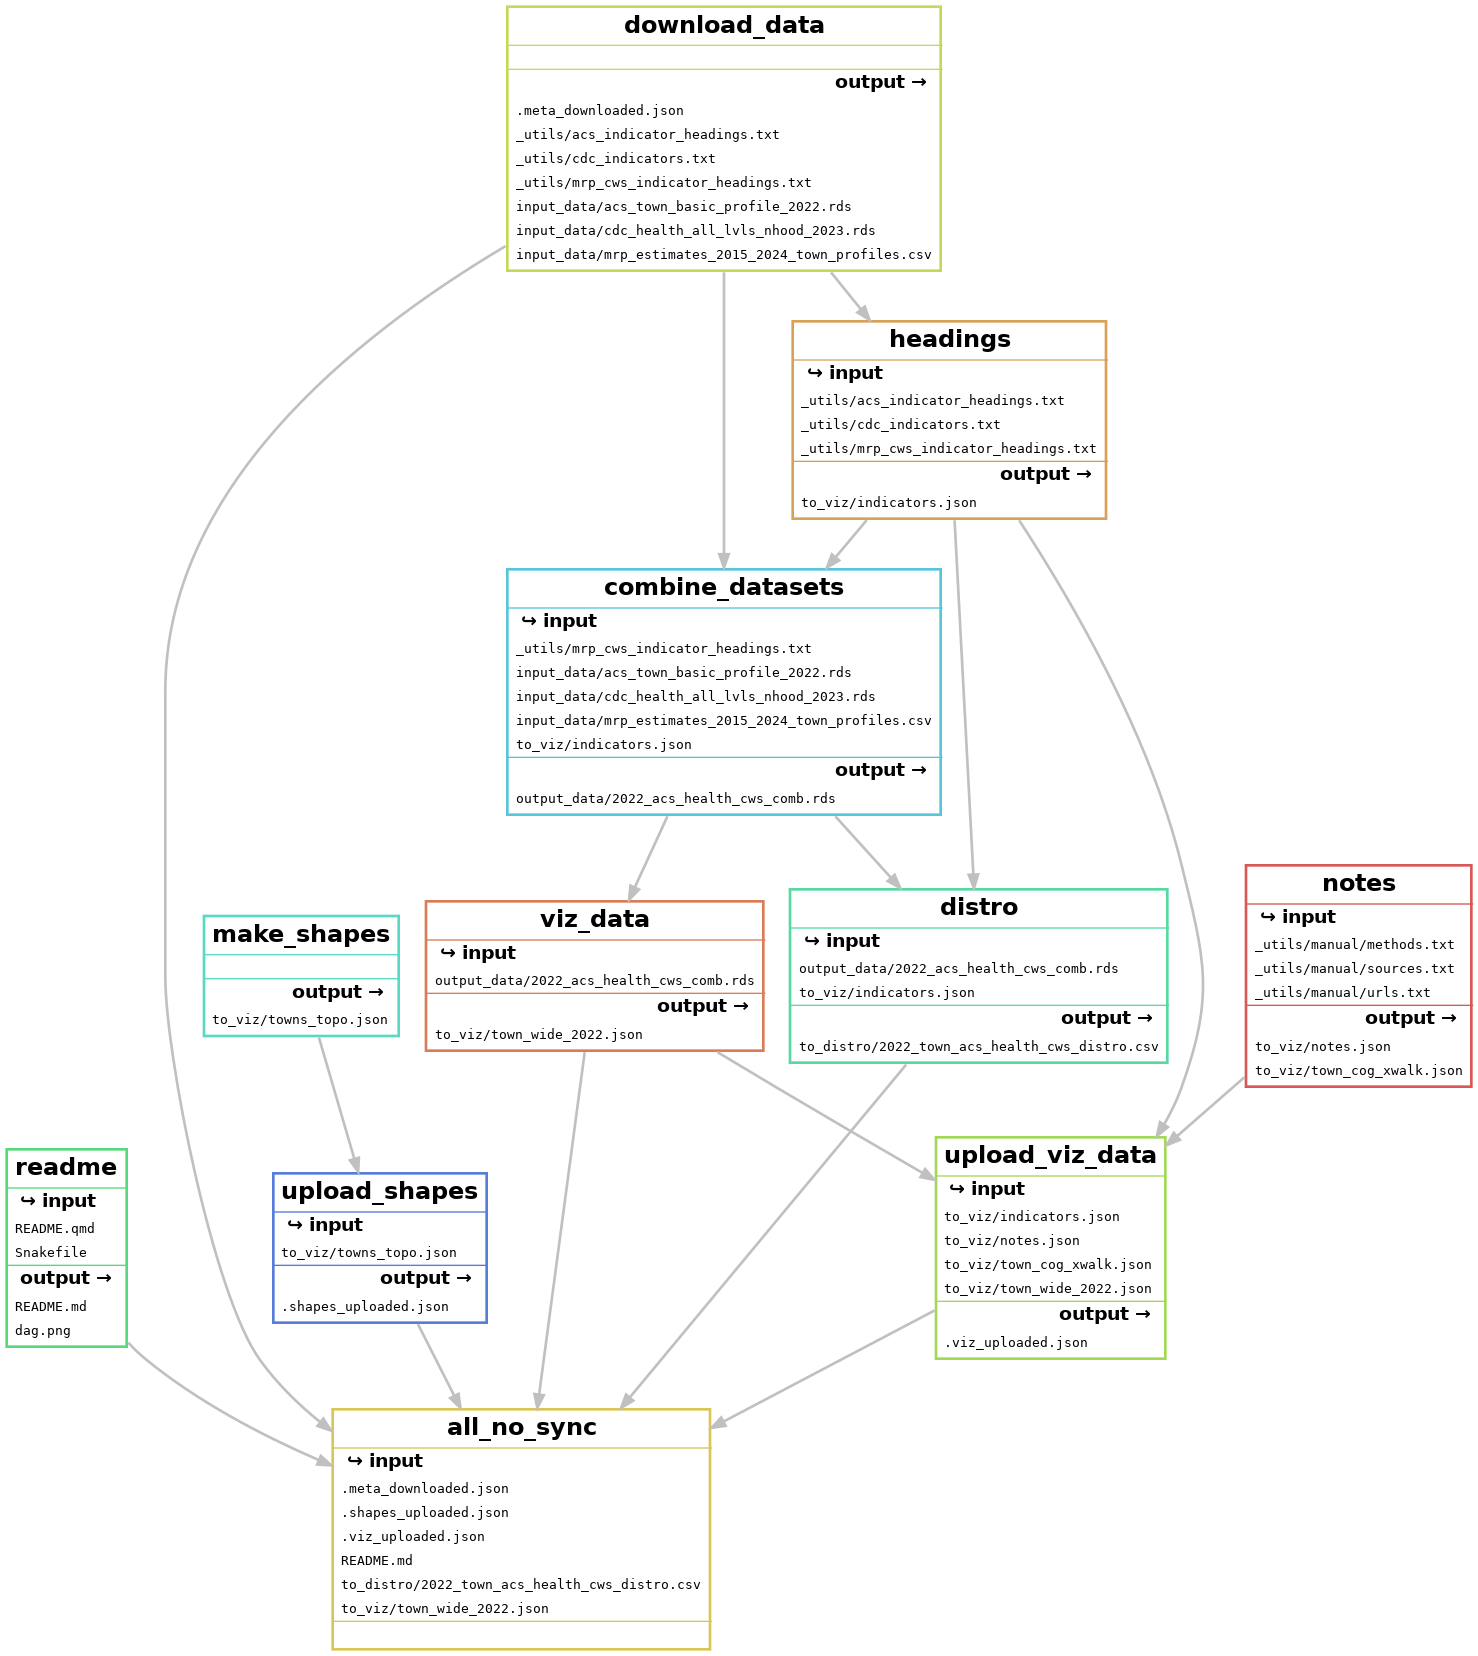 download_data
output →
.meta_downloaded.json
_utils/acs_indicator_headings.txt
_utils/cdc_indicators.txt
_utils/mrp_cws_indicator_headings.txt
input_data/acs_town_basic_profile_2022.rds
input_data/cdc_health_all_lvls_nhood_2023.rds
input_data/mrp_estimates_2015_2024_town_profiles.csv
headings
↪ input
_utils/acs_indicator_headings.txt
_utils/cdc_indicators.txt
_utils/mrp_cws_indicator_headings.txt
output →
to_viz/indicators.json
combine_datasets
↪ input
_utils/mrp_cws_indicator_headings.txt
input_data/acs_town_basic_profile_2022.rds
input_data/cdc_health_all_lvls_nhood_2023.rds
input_data/mrp_estimates_2015_2024_town_profiles.csv
to_viz/indicators.json
output →
output_data/2022_acs_health_cws_comb.rds
make_shapes
output →
to_viz/towns_topo.json
viz_data
↪ input
output_data/2022_acs_health_cws_comb.rds
output →
to_viz/town_wide_2022.json
distro
↪ input
output_data/2022_acs_health_cws_comb.rds
to_viz/indicators.json
output →
to_distro/2022_town_acs_health_cws_distro.csv
notes
↪ input
_utils/manual/methods.txt
_utils/manual/sources.txt
_utils/manual/urls.txt
output →
to_viz/notes.json
to_viz/town_cog_xwalk.json
readme
↪ input
README.qmd
Snakefile
output →
README.md
dag.png
upload_shapes
↪ input
to_viz/towns_topo.json
output →
.shapes_uploaded.json
upload_viz_data
↪ input
to_viz/indicators.json
to_viz/notes.json
to_viz/town_cog_xwalk.json
to_viz/town_wide_2022.json
output →
.viz_uploaded.json
all_no_sync
↪ input
.meta_downloaded.json
.shapes_uploaded.json
.viz_uploaded.json
README.md
to_distro/2022_town_acs_health_cws_distro.csv
to_viz/town_wide_2022.json